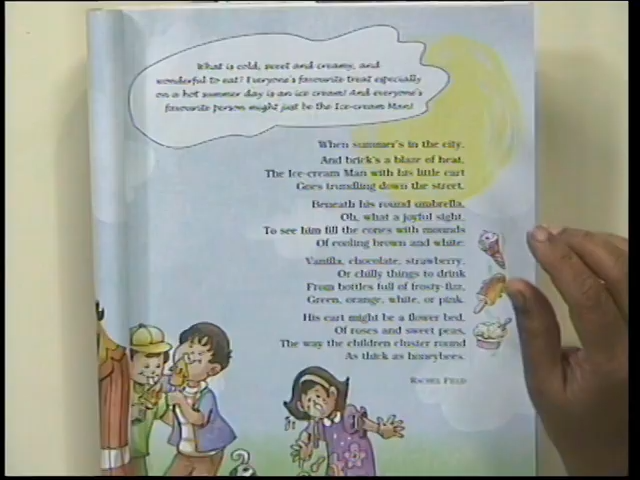 What is cold, sweet and creamy, and
wonderful to eat? Everyone's favourite treat especially
on a hot summer day is an ice cream! And everyone's
favourite person might just be the Ice-cream Man!
When summer's in the city,
And brick's a blaze of heat,
The Ice-cream Man with his little cart
Goes trundling down the street.
Beneath his round umbrella,
Oh, what a joyful sight,
To see him fill the cones with mounds
Of cooling brown and white:
Vanilla, chocolate, strawberry,
Or chilly things to drink
From bottles full of frosty-fizz,
Green, orange, white, or pink.
His cart might be a flower bed,
Of roses and sweet peas,
The way the children cluster round
As thick as honeybees.
RACHEL FIELD